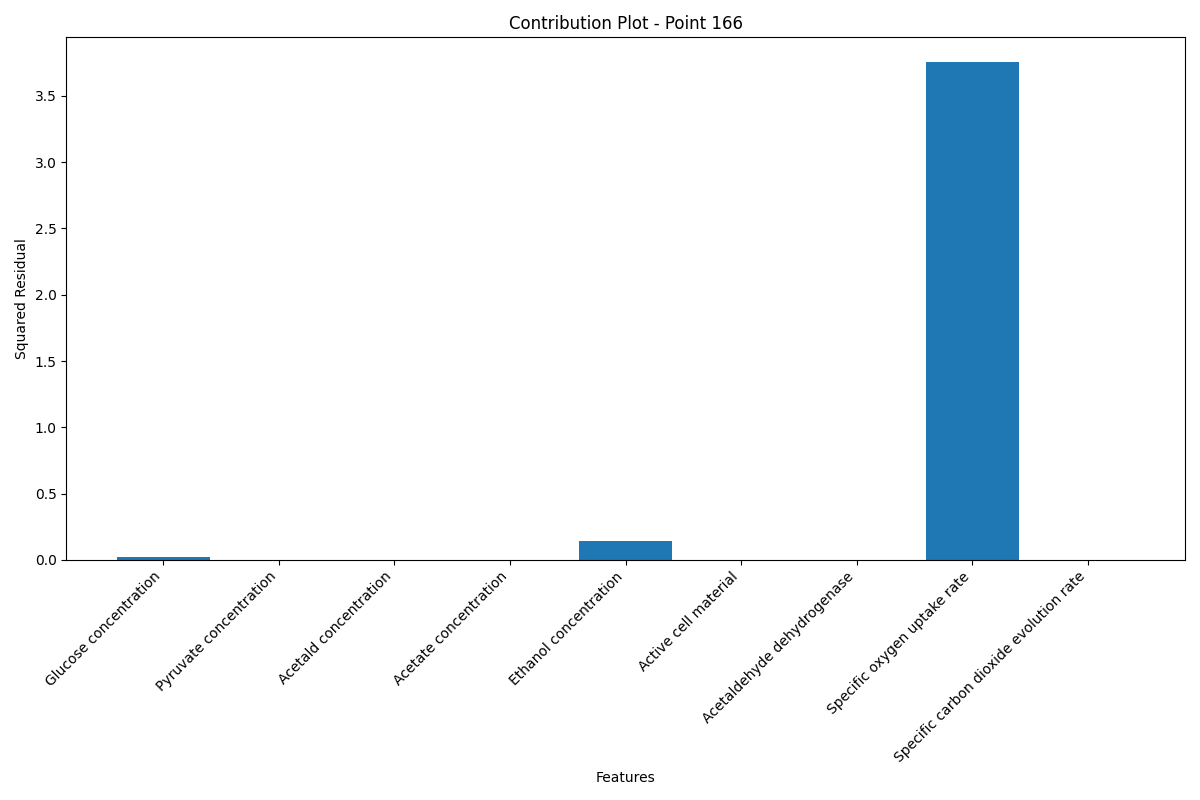 Contribution Plot - Point 166
Squared Residual
3.5
3.0
2.5
2.0
1.5
1.0
0.5
0.0
Glucose concentration
Pyruvate concentration
Acetald concentration
Acetate concentration
Ethanol concentration
Active cell material
Acetaldehyde dehydrogenase
Specific oxygen uptake rate
Specific carbon dioxide evolution rate
Features